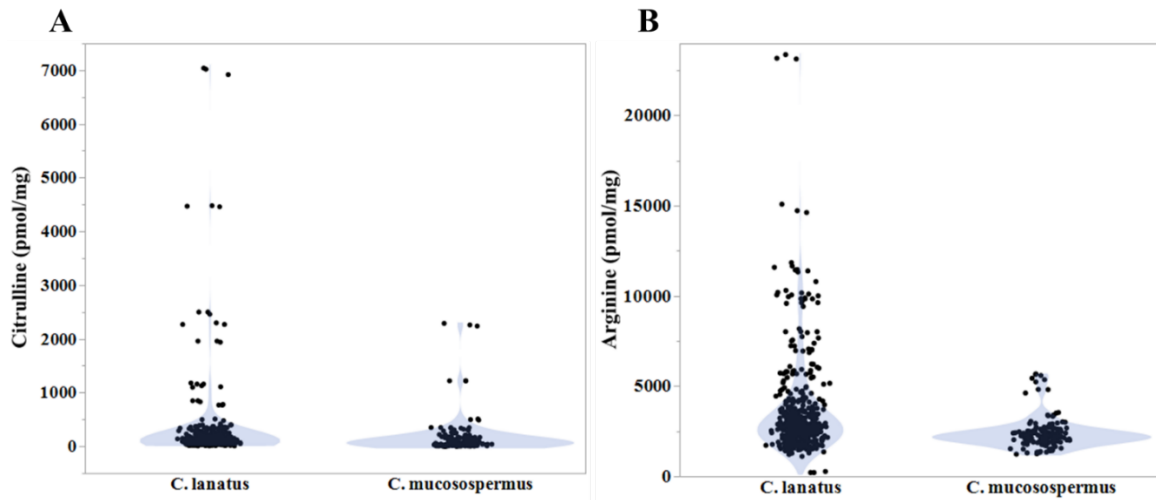 A
Citrulline (pmol/mg)
7000
6000
5000
4000
3000
2000
1000
0
C. lanatus
C. mucosospermus
B
Arginine (pmol/mg)
20000
15000
10000
5000
0
C. lanatus
C. mucosospermus